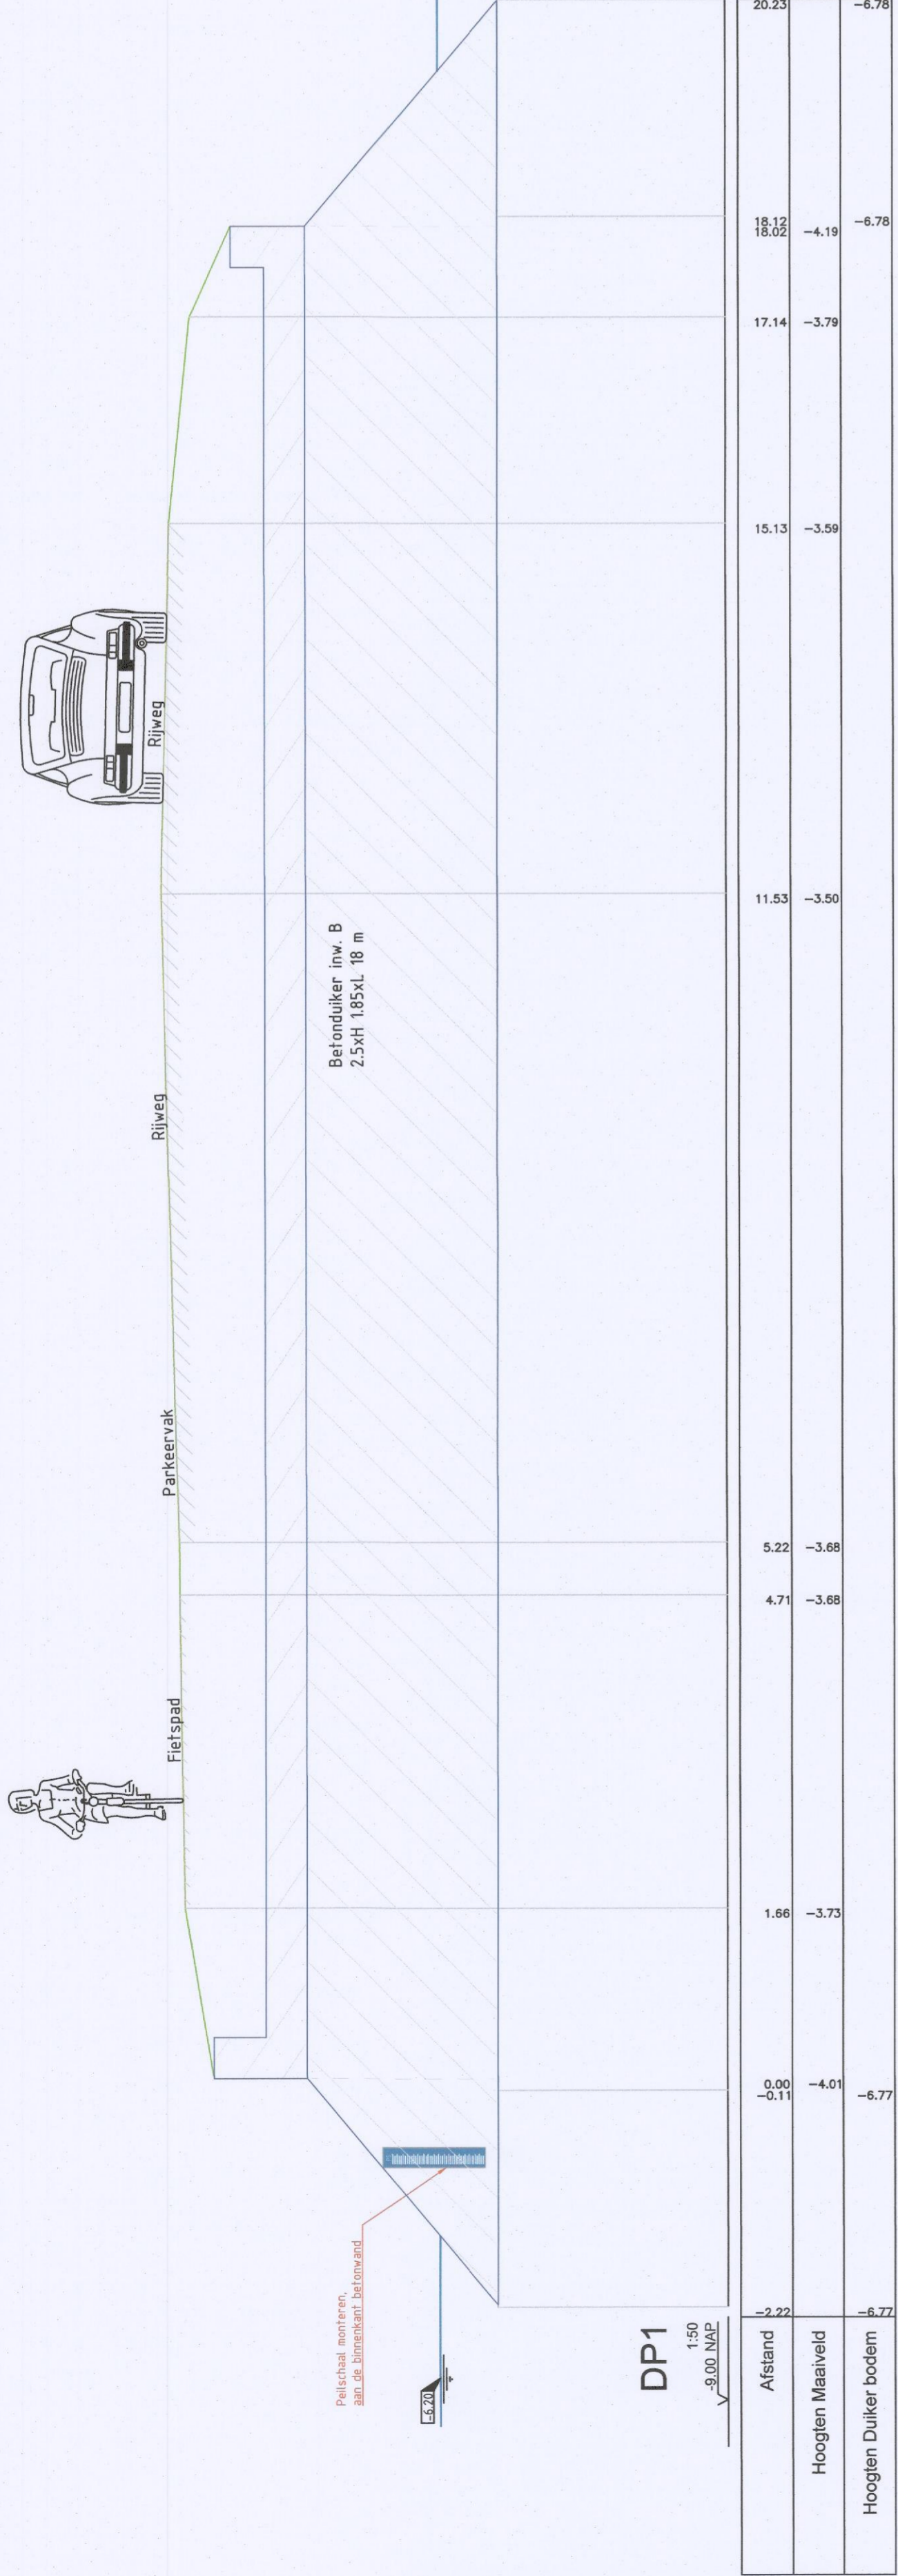 Fietspad
Parkeervak
Rijweg
Rijweg
Betonduiker inw. B
2.5xH 1.85xL 18 m
Peilschaal monteren,
aan de binnenkant betonwand
-6.20
DP1
1:50
-9.00 NAP
Afstand
-2.22
-0.11
0.00
1.66
4.71
5.22
11.53
15.13
17.14
18.02
18.12
20.23
Hoogten Maaiveld
-4.01
-3.73
-3.68
-3.68
-3.50
-3.59
-3.79
-4.19
Hoogten Duiker bodem
-6.77
-6.77
-6.78
-6.78